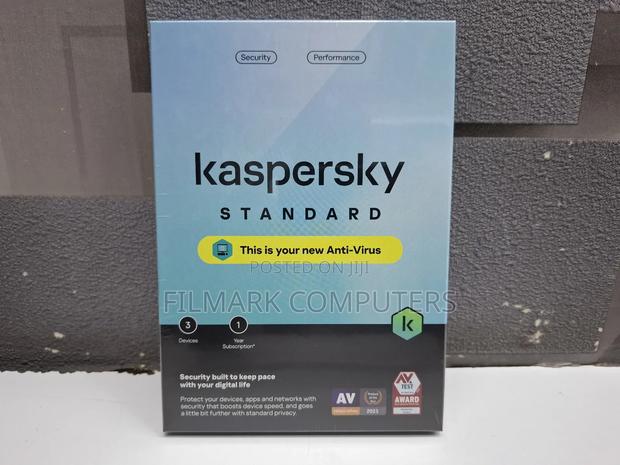 Security Performance
kaspersky
STANDARD
This is your new Anti-Virus
POSTED ON JIJI
FILMARK COMPUTERS
3 1
Devices Year
Subscription*
k
Security built to keep pace
with your digital life
Protect your devices, apps and networks with
security that boosts device speed, and goes
a little bit further with standard privacy.
AV
2021
AV
TEST
AWARD